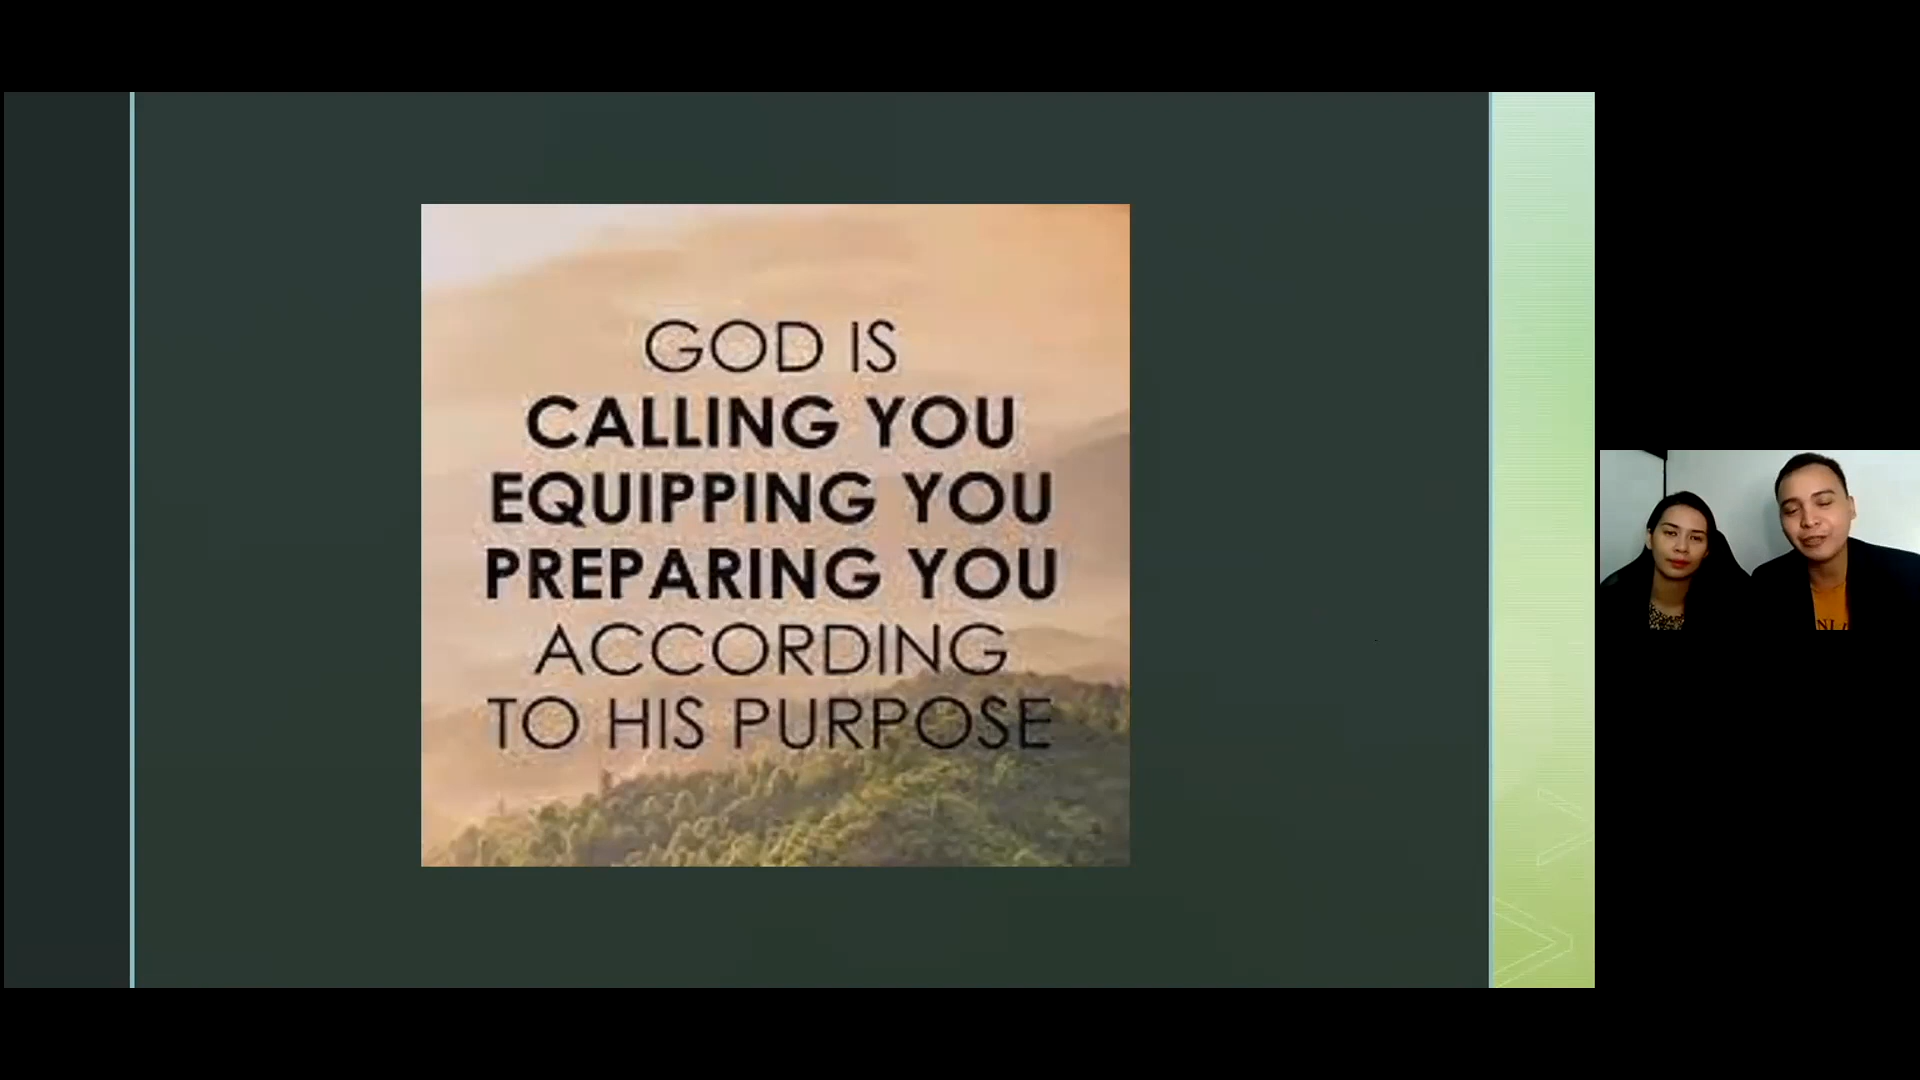 GOD IS
CALLING YOU
EQUIPPING YOU
PREPARING YOU
ACCORDING
TO HIS PURPOSE